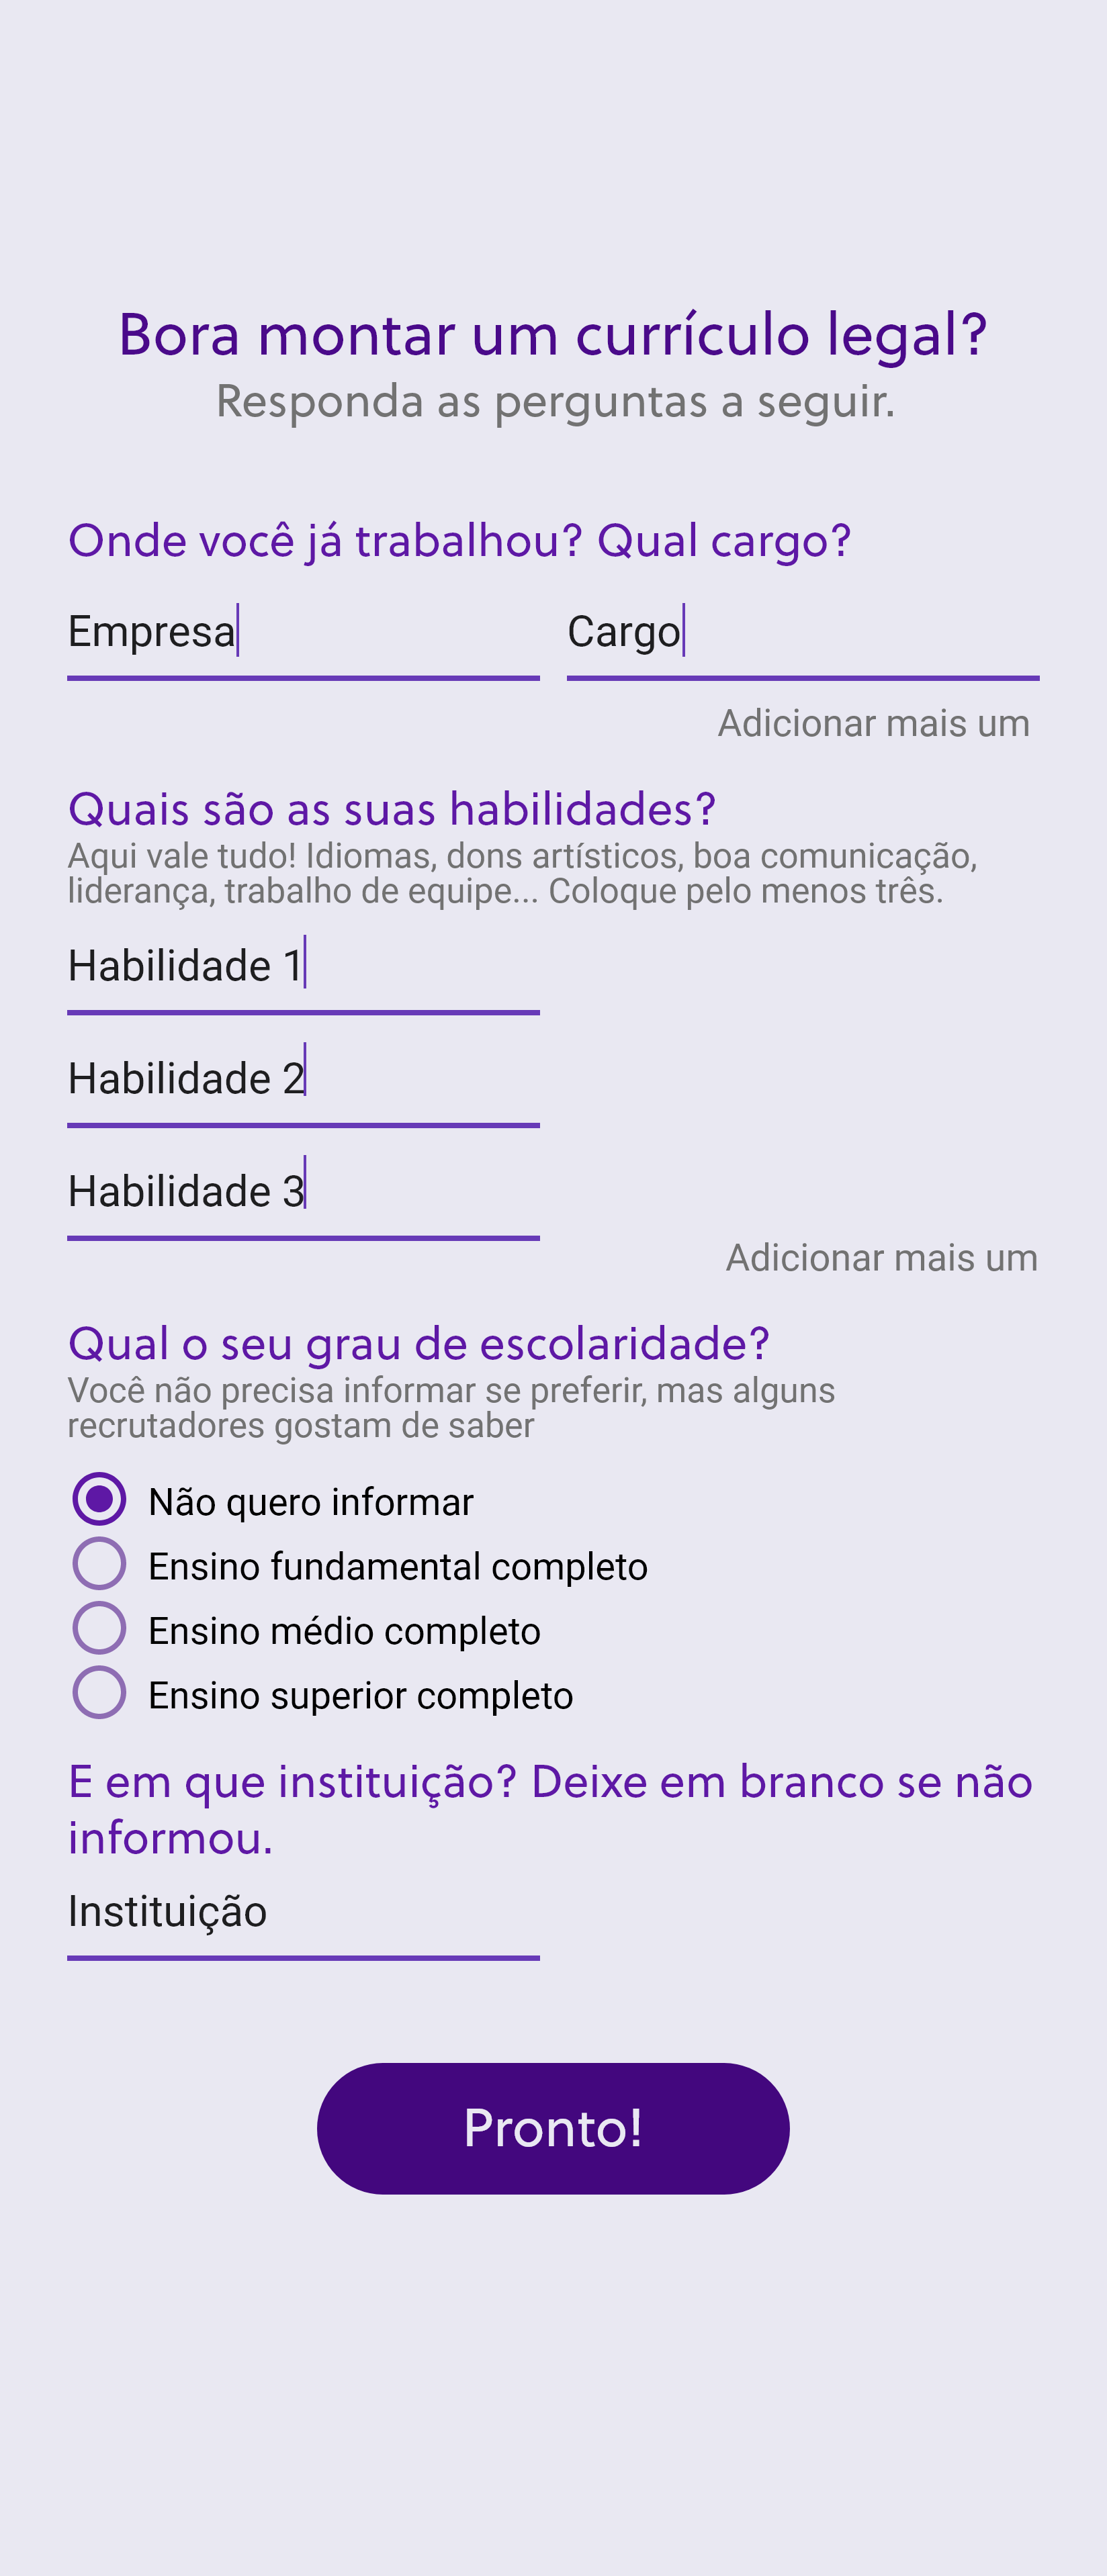 Bora montar um currículo legal?
Responda as perguntas a seguir.
Onde você já trabalhou? Qual cargo?
Empresa
Cargo
Adicionar mais um
Quais são as suas habilidades?
Aqui vale tudo! Idiomas, dons artísticos, boa comunicação,
liderança, trabalho de equipe... Coloque pelo menos três.
Habilidade 1
Habilidade 2
Habilidade 3
Adicionar mais um
Qual o seu grau de escolaridade?
Você não precisa informar se preferir, mas alguns
recrutadores gostam de saber
Não quero informar
Ensino fundamental completo
Ensino médio completo
Ensino superior completo
E em que instituição? Deixe em branco se não
informou.
Instituição
Pronto!